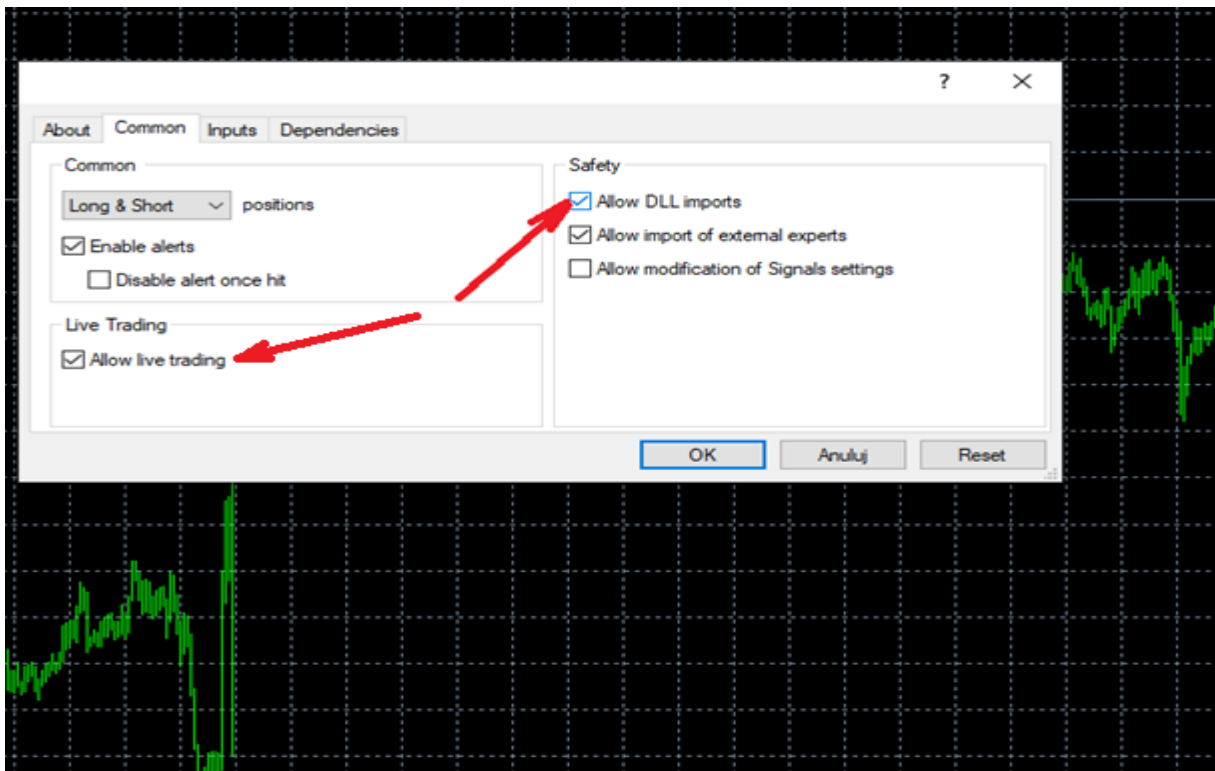 ?
About Common Inputs Dependencies
Common
Long & Short positions
Enable alerts
Disable alert once hit
Live Trading
Allow live trading
Safety
Allow DLL imports
Allow import of external experts
Allow modification of Signals settings
OK Anuluj Reset